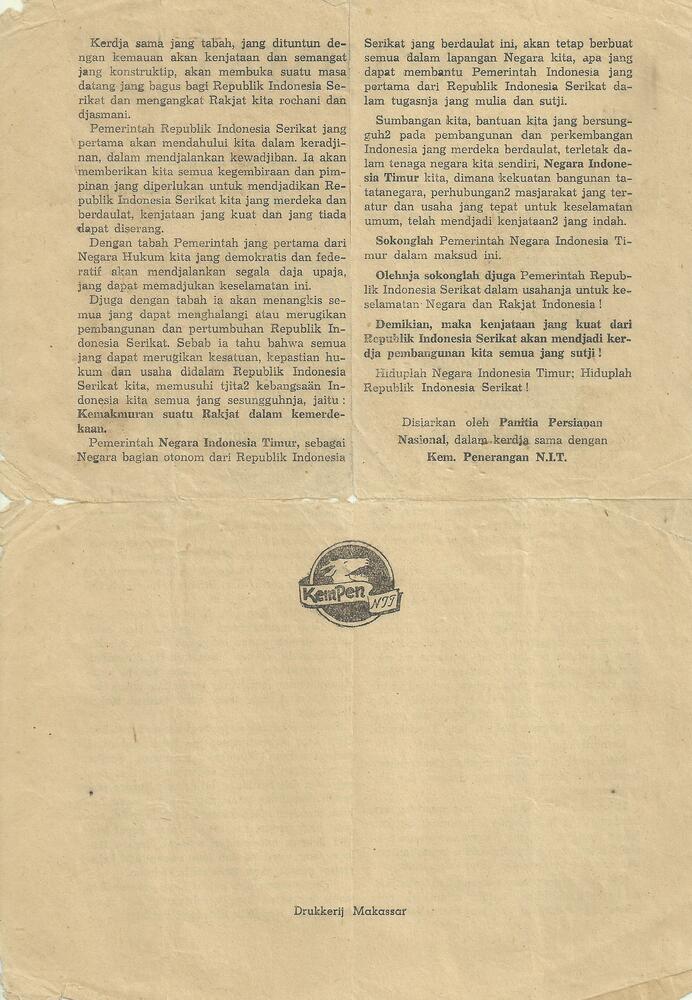 Kerdja sama jang tabah, jang dituntun de-
ngan kemauan akan kenjataan dan semangat
jang konstruktip, akan membuka suatu masa
datang jang bagus bagi Republik Indonesia Se-
rikat dan mengangkat Rakjat kita rochani dan
djasmani.
Pemerintah Republik Indonesia Serikat jang
pertama akan mendahului kita dalam keradji-
nan, dalam mendjalankan kewadjiban. Ia akan
memberikan kita semua kegembiraan dan pim-
pinan jang diperlukan untuk mendjadikan Re-
publik Indonesia Serikat kita jang merdeka dan
berdaulat, kenjataan jang kuat dan jang tiada
dapat diserang.
Dengan tabah Pemerintah jang pertama dari
Negara Hukum kita jang demokratis dan fede-
ratif akan mendjalankan segala daja upaja,
jang dapat memadjukan keselamatan ini.
Djuga dengan tabah ia akan menangkis se-
mua jang dapat menghalangi atau merugikan
pembangunan dan pertumbuhan Republik In-
donesia Serikat. Sebab ia tahu bahwa semua
jang dapat merugikan kesatuan, kepastian hu-
kum dan usaha didalam Republik Indonesia
Serikat kita, memusuhi tjita2 kebangsaän In-
donesia kita semua jang sesungguhnja, jaitu :
Kemakmuran suatu Rakjat dalam kemerde-
kaan.
Pemerintah Negara Indonesia Timur, sebagai
Negara bagian otonom dari Republik Indonesia
Serikat jang berdaulat ini, akan tetap berbuat
semua dalam lapangan Negara kita, apa jang
dapat membantu Pemerintah Indonesia jang
pertama dari Republik Indonesia Serikat da-
lam tugasnja jang mulia dan sutji.
Sumbangan kita, bantuan kita jang bersung-
guh2 pada pembangunan dan perkembangan
Indonesia jang merdeka berdaulat, terletak da-
lam tenaga negara kita sendiri, Negara Indone-
sia Timur kita, dimana kekuatan bangunan ta-
tatanegara, perhubungan2 masjarakat jang ter-
atur dan usaha jang tepat untuk keselamatan
umum, telah mendjadi kenjataan2 jang indah.
Sokonglah Pemerintah Negara Indonesia Ti-
mur dalam maksud ini.
Olehnja sokonglah djuga Pemerintah Repub-
lik Indonesia Serikat dalam usahanja untuk ke-
selamatan Negara dan Rakjat Indonesia !
Demikian, maka kenjataan jang kuat dari
Republik Indonesia Serikat akan mendjadi ker-
dja pembangunan kita semua jang sutji !
Hiduplah Negara Indonesia Timur; Hiduplah
Republik Indonesia Serikat !
Disiarkan oleh Panitia Persiapan
Nasional, dalam kerdja sama dengan
Kem. Penerangan N.I.T.
KemPen
NIT
Drukkerij Makassar